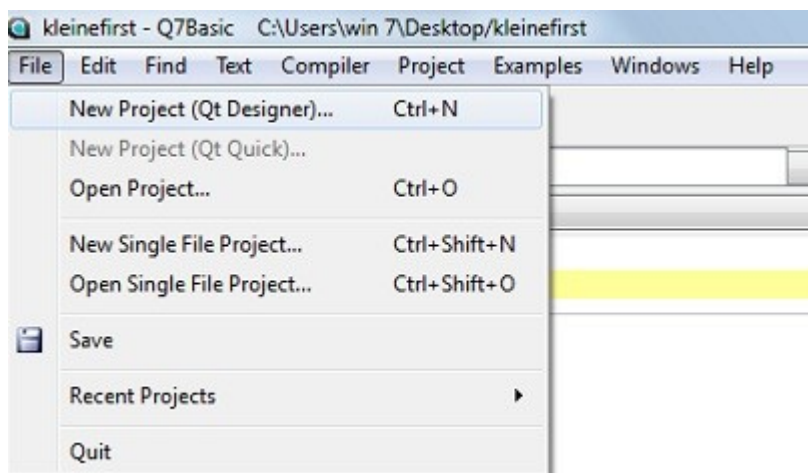 kleinefirst - Q7Basic C:\Users\win 7\Desktop/kleinefirst
File Edit Find Text Compiler Project Examples Windows Help
New Project (Qt Designer)... Ctrl+N
New Project (Qt Quick)...
Open Project... Ctrl+O
New Single File Project... Ctrl+Shift+N
Open Single File Project... Ctrl+Shift+O
Save
Recent Projects
Quit